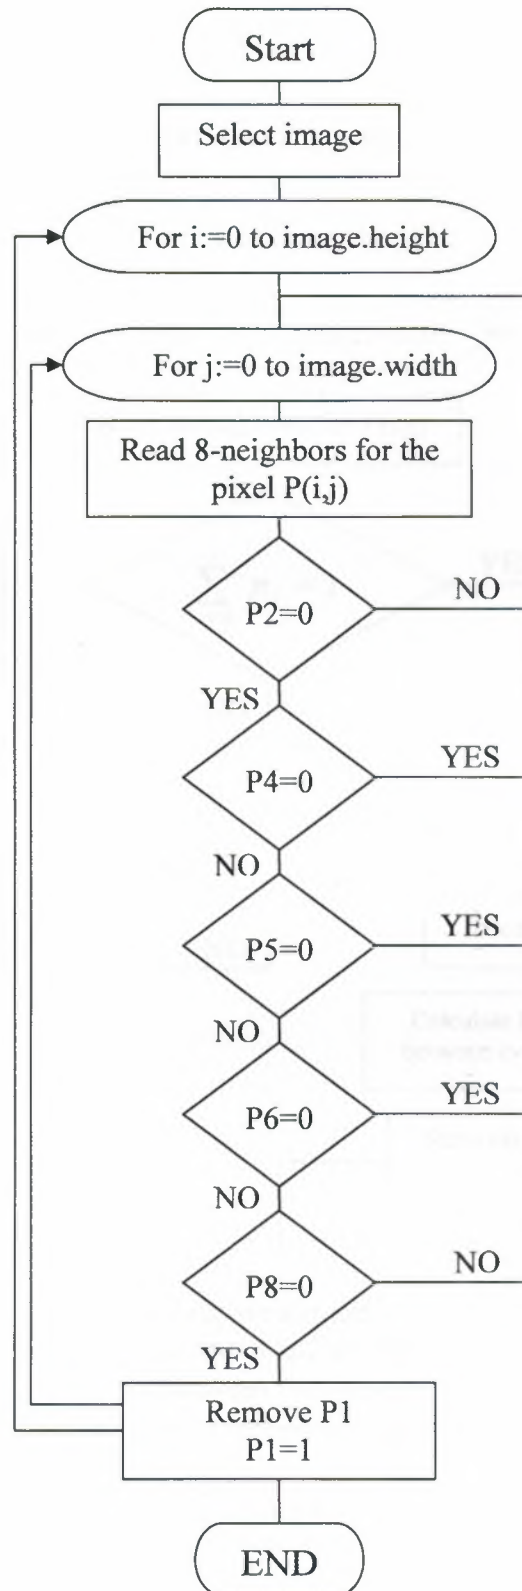 Start
Select image
For i:=0 to image.height
For j:=0 to image.width
Read 8-neighbors for the
pixel P(i,j)
P2=0
NO
YES
P4=0
YES
NO
P5=0
YES
NO
P6=0
YES
NO
P8=0
NO
YES
Remove P1
P1=1
END